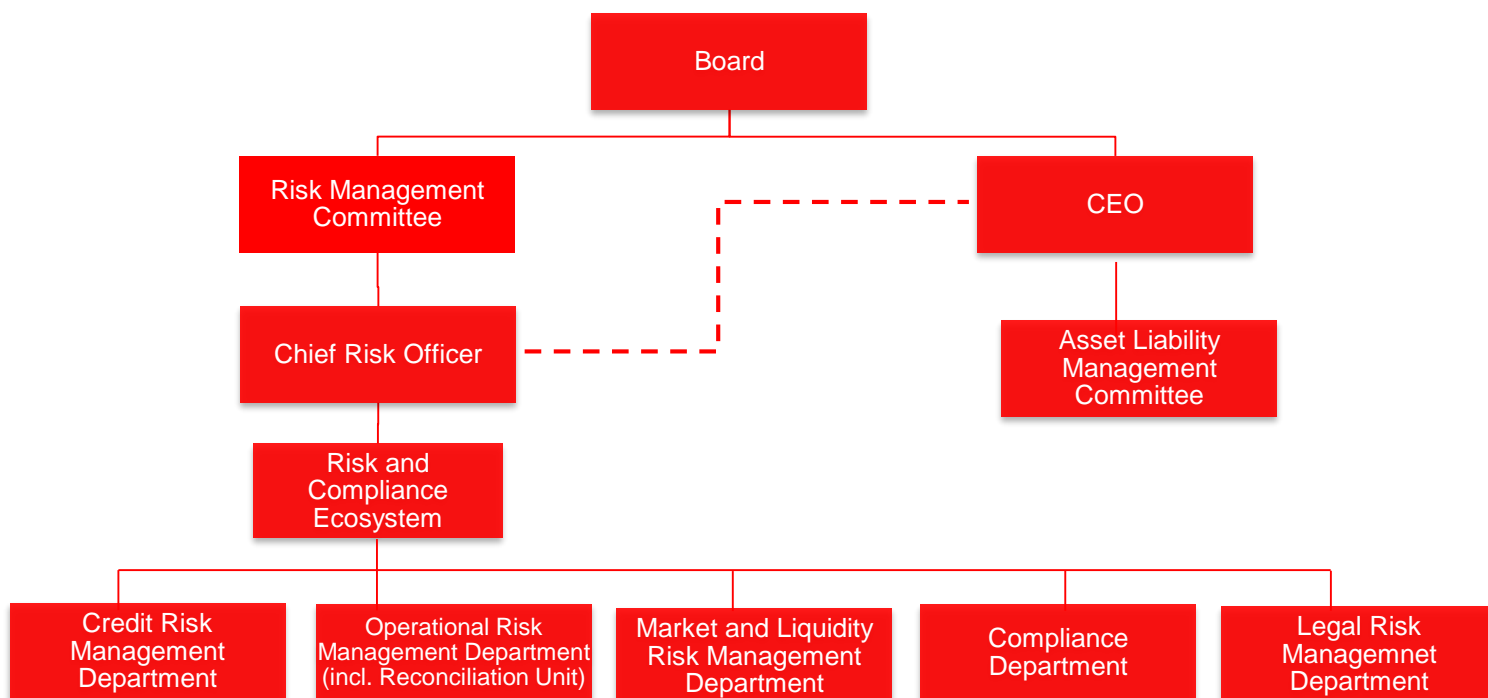 Board
Risk Management
Committee
CEO
Chief Risk Officer
Asset Liability
Management
Committee
Risk and
Compliance
Ecosystem
Credit Risk
Management
Department
Operational Risk
Management Department
(incl. Reconciliation Unit)
Market and Liquidity
Risk Management
Department
Compliance
Department
Legal Risk
Managemnet
Department